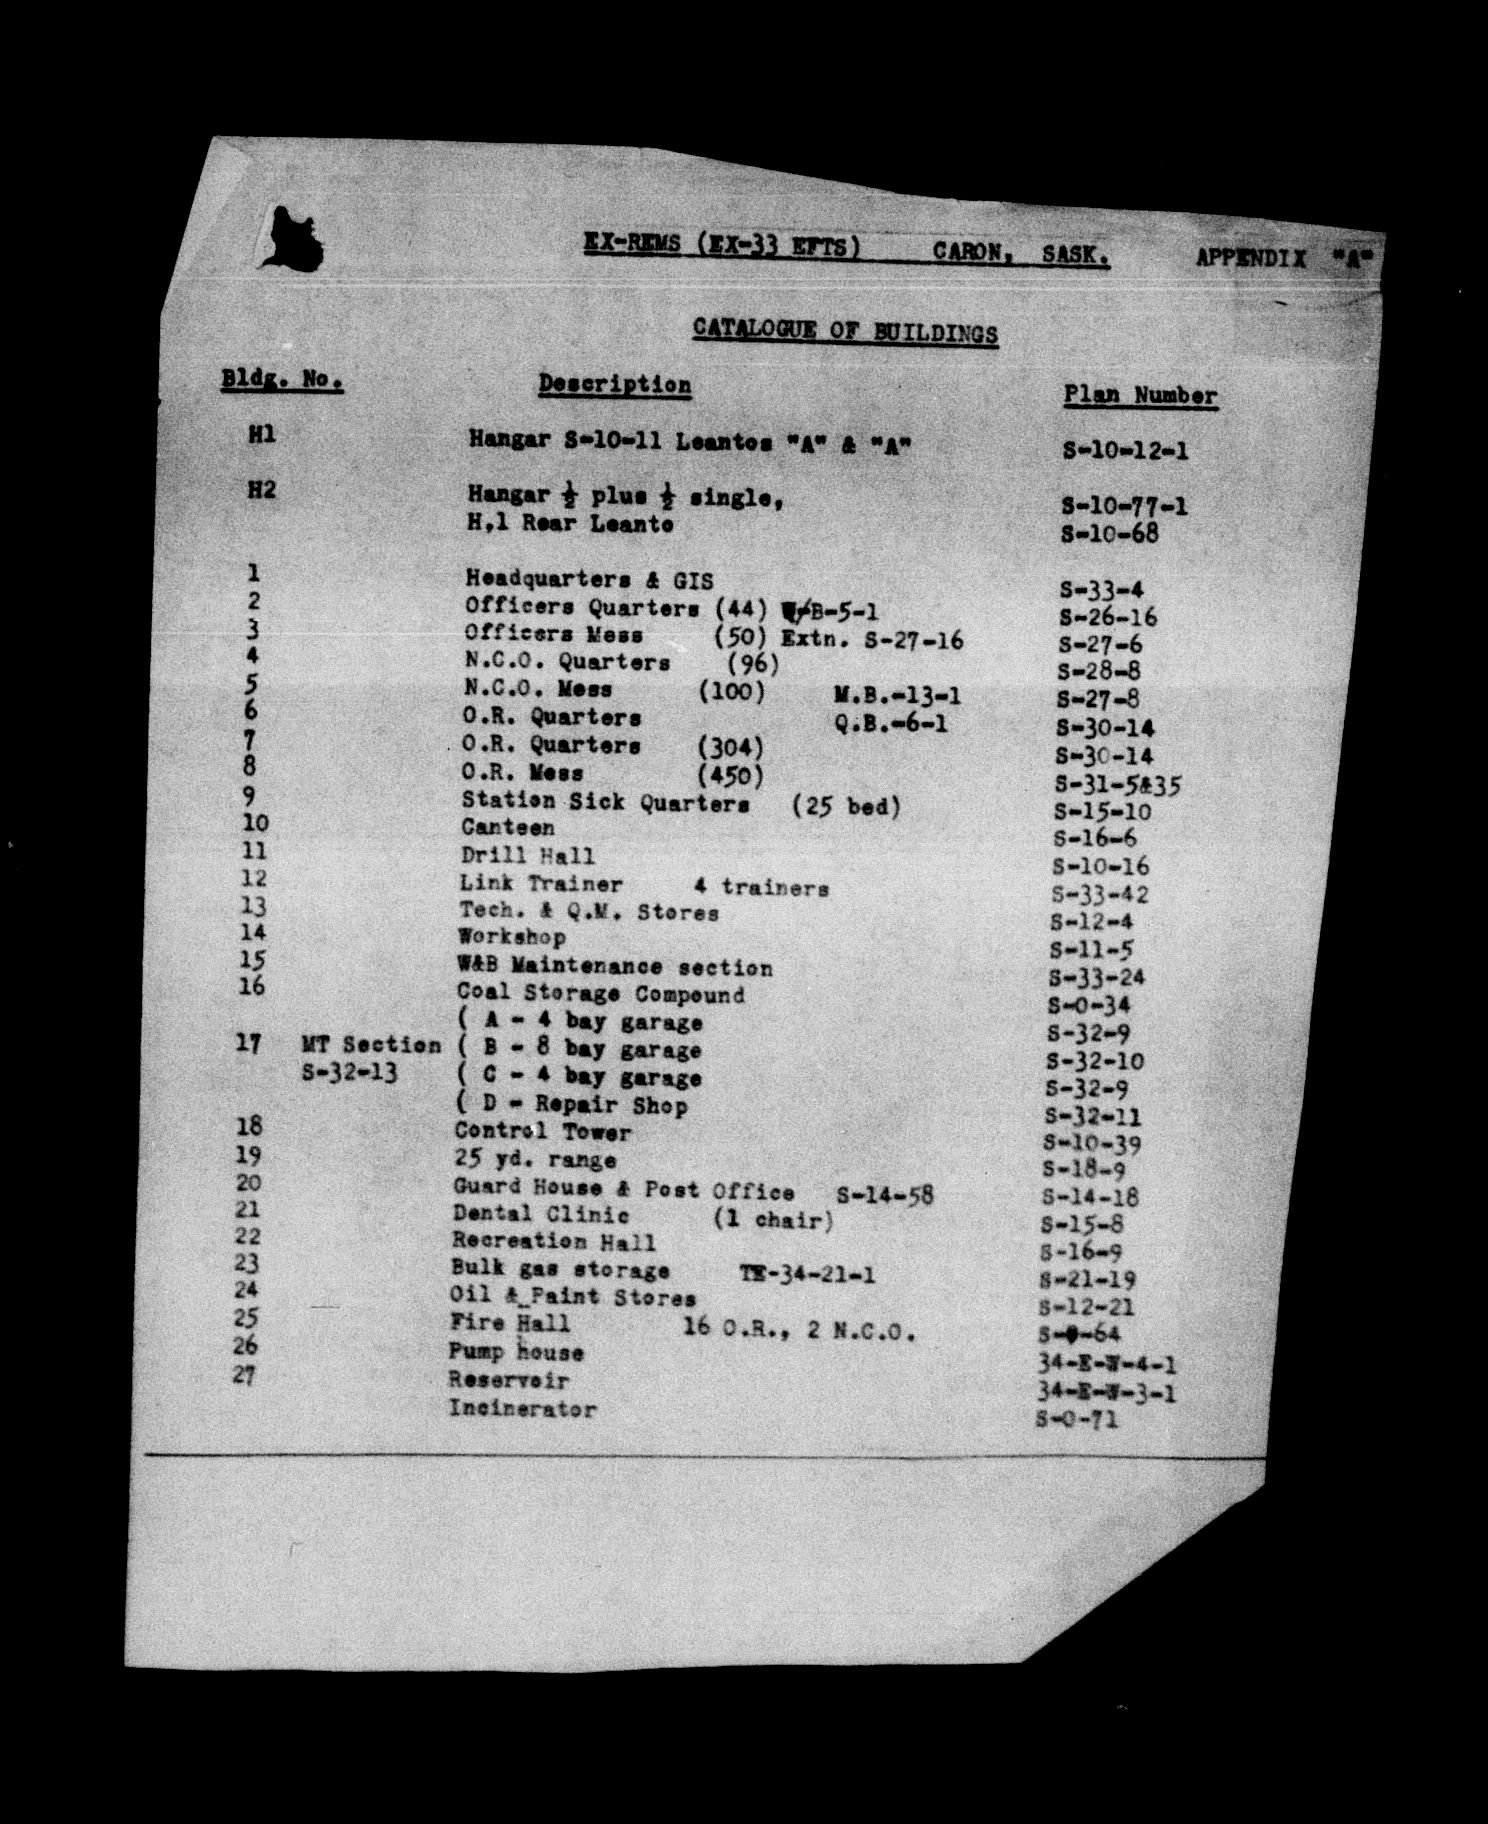 EX-REMS (EX-33 EFTS) CARON, SASK. APPENDIX "A"
CATALOGUE OF BUILDINGS
Bldg. No. Description Plan Number
H1 Hangar S-10-11 Leantos "A" & "A" S-10-12-1
H2 Hangar ½ plus ½ single, S-10-77-1
H.1 Rear Leanto S-10-68
1 Headquarters & GIS S-33-4
2 Officers Quarters (44) B-5-1 S-26-16
3 Officers Mess (50) Extn. S-27-16 S-27-6
4 N.C.O. Quarters (96) S-28-8
5 N.C.O. Mess (100) M.B.-13-1 S-27-8
6 O.R. Quarters Q.B.-6-1 S-30-14
7 O.R. Quarters (304) S-30-14
8 O.R. Mess (450) S-31-5&35
9 Station Sick Quarters (25 bed) S-15-10
10 Canteen S-16-6
11 Drill Hall S-10-16
12 Link Trainer 4 trainers S-33-42
13 Tech. & Q.M. Stores S-12-4
14 Workshop S-11-5
15 W&B Maintenance section S-33-24
16 Coal Storage Compound S-0-34
( A - 4 bay garage S-32-9
17 MT Section ( B - 8 bay garage S-32-10
S-32-13 ( C - 4 bay garage S-32-9
( D - Repair Shop S-32-11
18 Control Tower S-10-39
19 25 yd. range S-18-9
20 Guard House & Post Office S-14-58 S-14-18
21 Dental Clinic (1 chair) S-15-8
22 Recreation Hall S-16-9
23 Bulk gas storage TE-34-21-1 S-21-19
24 Oil & Paint Stores S-12-21
25 Fire Hall 16 O.R., 2 N.C.O. S-0-64
26 Pump house 34-E-W-4-1
27 Reservoir 34-E-W-3-1
Incinerator S-0-71